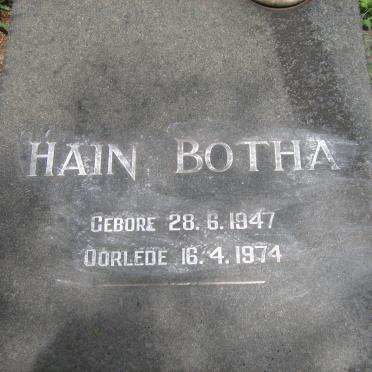 HAIN BOTHA
GEBORE 28.6.1947
OORLEDE 16.4.1974